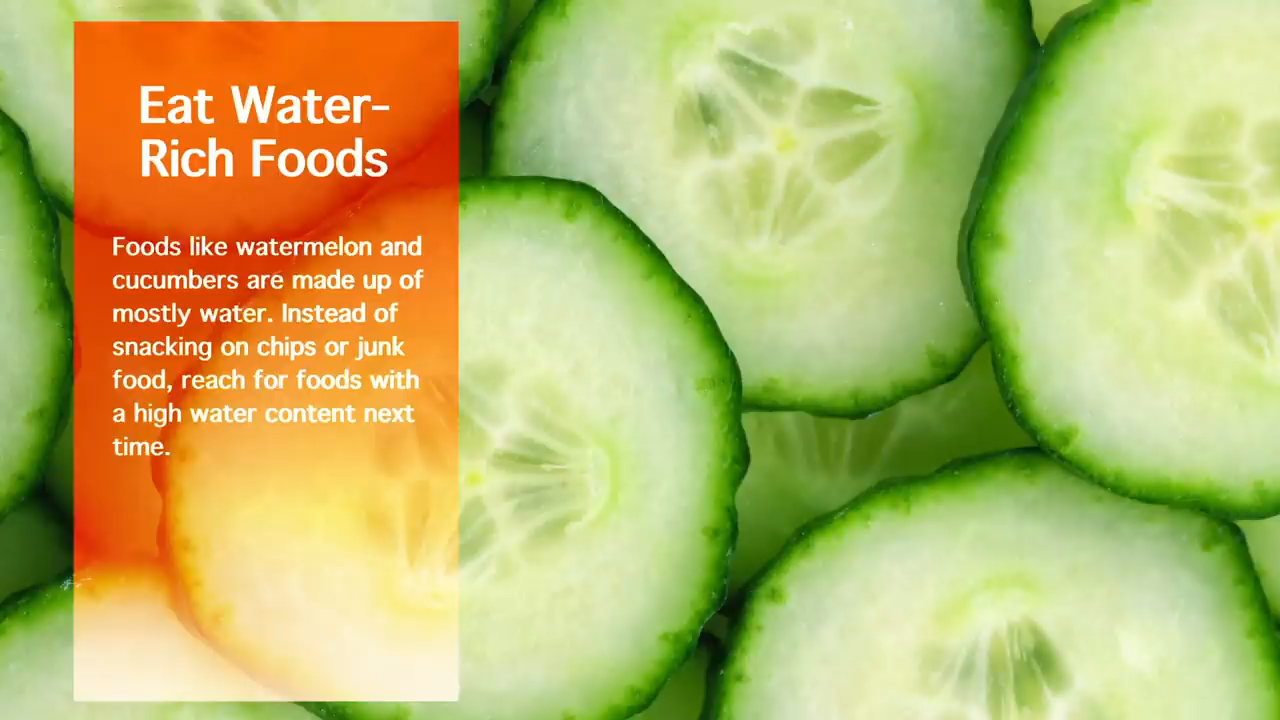 Eat Water-
Rich Foods
Foods like watermelon and
cucumbers are made up of
mostly water. Instead of
snacking on chips or junk
food, reach for foods with
a high water content next
time.